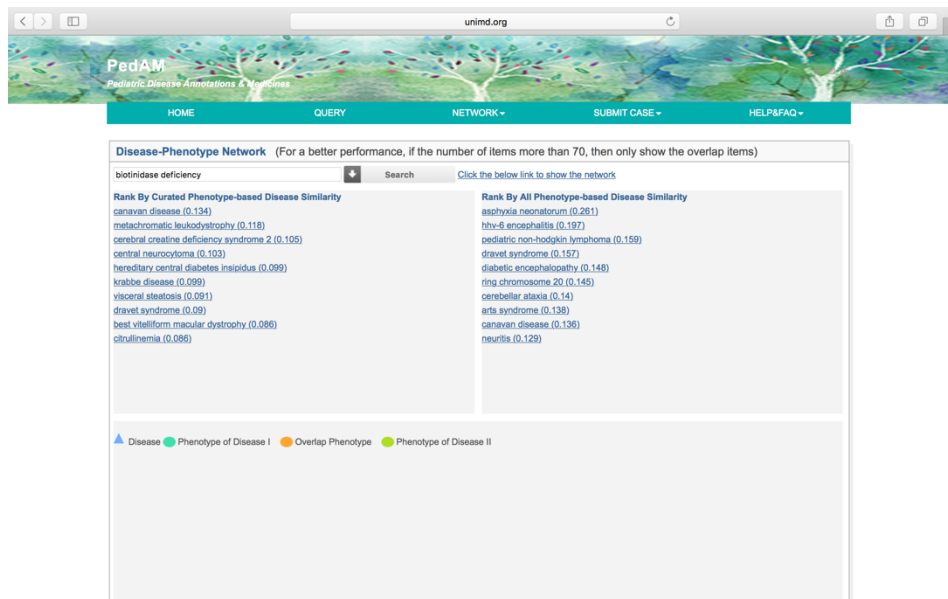 unimd.org
PedAM
Pediatric Disease Annotations & Medicines
HOME QUERY NETWORK SUBMIT CASE HELP&FAQ
Disease-Phenotype Network (For a better performance, if the number of items more than 70, then only show the overlap items)
biotinidase deficiency Search Click the below link to show the network
Rank By Curated Phenotype-based Disease Similarity
canavan disease (0.134)
metachromatic leukodystrophy (0.118)
cerebral creatine deficiency syndrome 2 (0.105)
central neurocytoma (0.103)
hereditary central diabetes insipidus (0.099)
krabbe disease (0.099)
visceral steatosis (0.091)
dravet syndrome (0.09)
best vitelliform macular dystrophy (0.086)
citrullinemia (0.086)
Rank By All Phenotype-based Disease Similarity
asphyxia neonatorum (0.261)
hhv-6 encephalitis (0.197)
pediatric non-hodgkin lymphoma (0.159)
dravet syndrome (0.157)
diabetic encephalopathy (0.148)
ring chromosome 20 (0.145)
cerebellar ataxia (0.14)
arts syndrome (0.138)
canavan disease (0.136)
neuritis (0.129)
Disease Phenotype of Disease I Overlap Phenotype Phenotype of Disease II